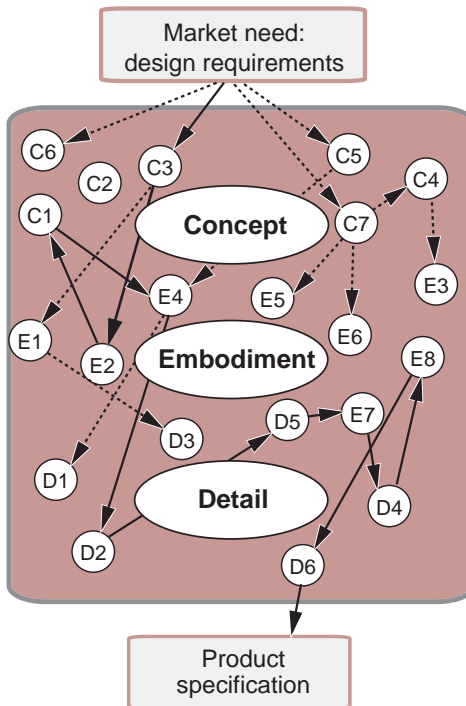 Market need:
design requirements
C6
C3
C5
C2
C4
C1
Concept
C7
E4
E5
E3
E1
E6
E2
Embodiment
E8
D3
D5
E7
D1
Detail
D4
D2
D6
Product
specification